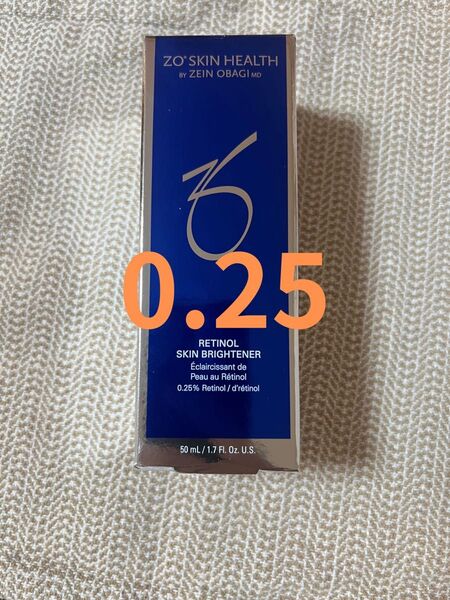 ZO® SKIN HEALTH
BY ZEIN OBAGI MD
0.25
RETINOL
SKIN BRIGHTENER
Éclaircissant de
Peau au Rétinol
0.25% Retinol / d'rétinol
50 mL / 1.7 Fl. Oz. U.S.